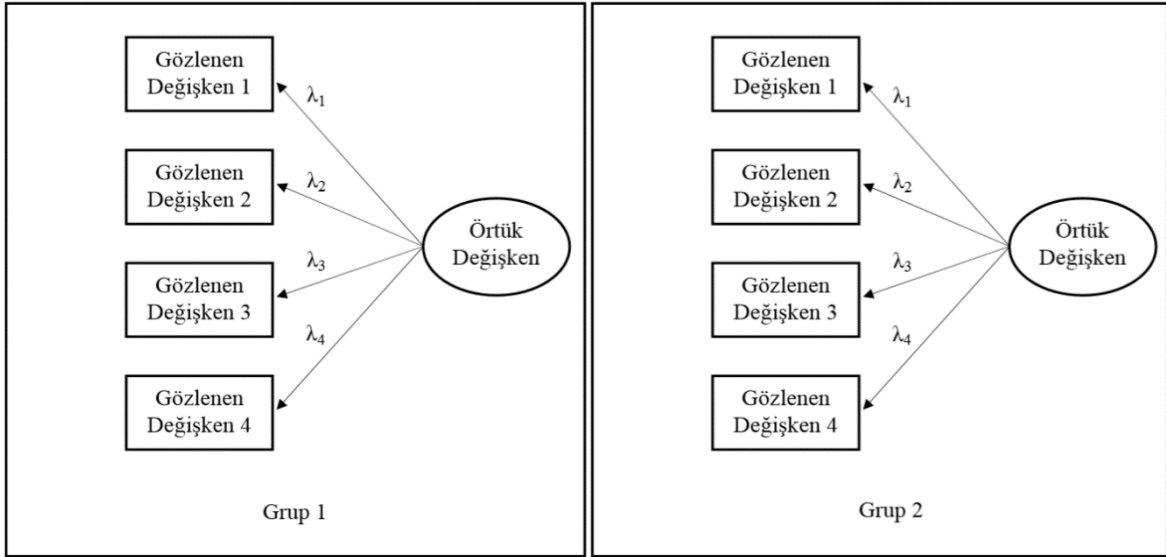 Gözlenen
Değişken 1
λ1
Gözlenen
Değişken 2
λ2
Örtük
Değişken
Gözlenen
Değişken 3
λ3
Gözlenen
Değişken 4
λ4
Grup 1
Gözlenen
Değişken 1
λ1
Gözlenen
Değişken 2
λ2
Örtük
Değişken
Gözlenen
Değişken 3
λ3
Gözlenen
Değişken 4
λ4
Grup 2